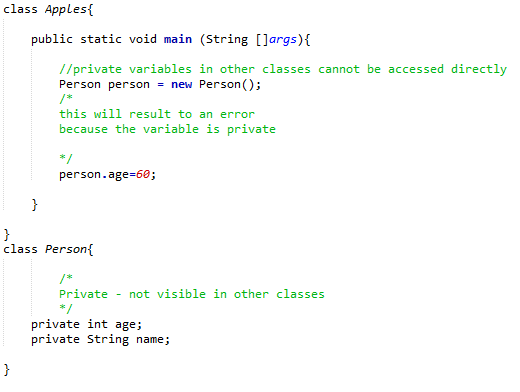 class Apples{
public static void main (String []args){
//private variables in other classes cannot be accessed directly
Person person = new Person();
/*
this will result to an error
because the variable is private
*/
person.age=60;
}
}
class Person{
/*
Private - not visible in other classes
*/
private int age;
private String name;
}